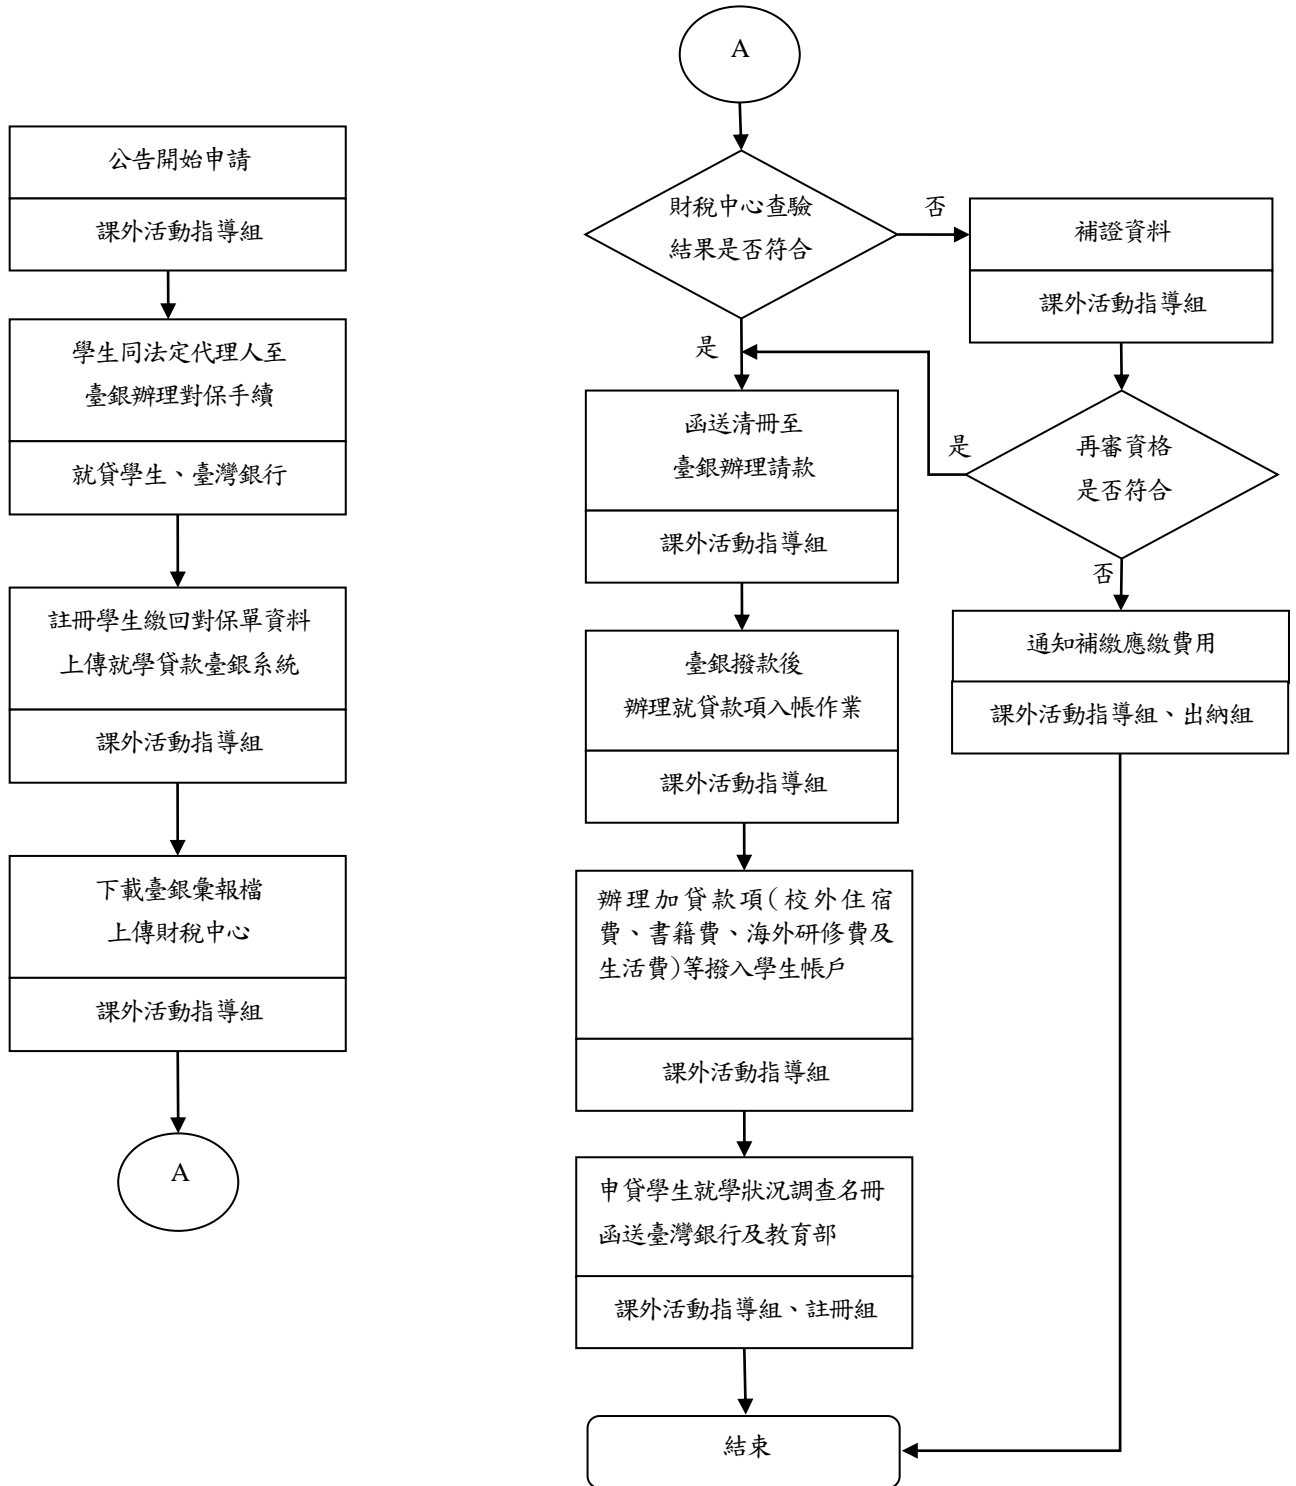 公告開始申請
課外活動指導組
學生同法定代理人至
臺銀辦理對保手續
就貸學生、臺灣銀行
註冊學生繳回對保單資料
上傳就學貸款臺銀系統
課外活動指導組
下載臺銀彙報檔
上傳財稅中心
課外活動指導組
A
A
財稅中心查驗
結果是否符合
否
補證資料
課外活動指導組
是
函送清冊至
臺銀辦理請款
課外活動指導組
是
再審資格
是否符合
否
通知補繳應繳費用
課外活動指導組、出納組
臺銀撥款後
辦理就貸款項入帳作業
課外活動指導組
辦理加貸款項(校外住宿
費、書籍費、海外研修費及
生活費)等撥入學生帳戶
課外活動指導組
申貸學生就學狀況調查名冊
函送臺灣銀行及教育部
課外活動指導組、註冊組
結束